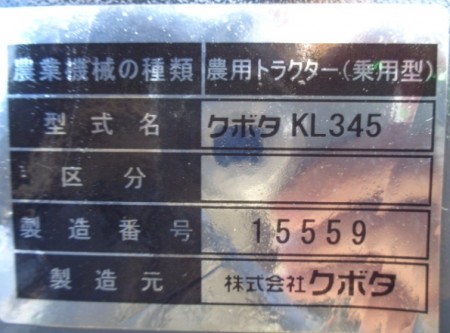 農業機械の種類 農用トラクター(乗用型)
型式名 クボタ KL345
区分
製造番号 15559
製造元 株式会社クボタ